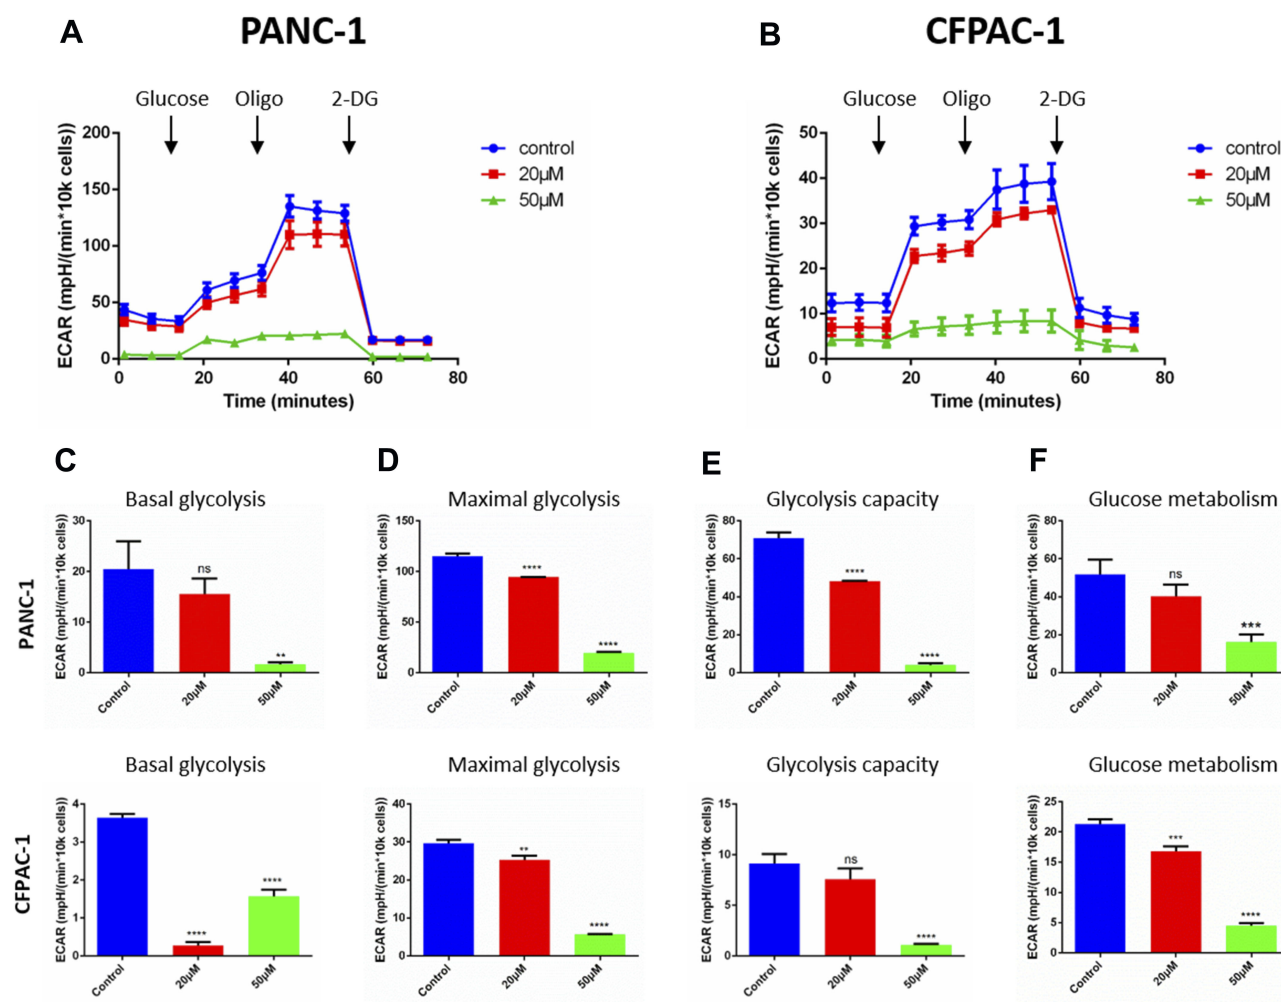 A PANC-1
B CFPAC-1
Glucose Oligo 2-DG
ECAR (mpH/(min*10k cells))
200
150
100
50
0
0 20 40 60 80
Time (minutes)
control
20µM
50µM
Glucose Oligo 2-DG
ECAR (mpH/(min*10k cells))
50
40
30
20
10
0
0 20 40 60 80
Time (minutes)
control
20µM
50µM
PANC-1
C
Basal glycolysis
ECAR (mpH/(min*10k cells))
30
20
10
0
ns
**
Control 20µM 50µM
D
Maximal glycolysis
ECAR (mpH/(min*10k cells))
150
100
50
0
****
****
Control 20µM 50µM
E
Glycolysis capacity
ECAR (mpH/(min*10k cells))
80
60
40
20
0
****
****
Control 20µM 50µM
F
Glucose metabolism
ECAR (mpH/(min*10k cells))
80
60
40
20
0
ns
***
Control 20µM 50µM
CFPAC-1
Basal glycolysis
ECAR (mpH/(min*10k cells))
4
3
2
1
0
****
****
Control 20µM 50µM
Maximal glycolysis
ECAR (mpH/(min*10k cells))
40
30
20
10
0
**
****
Control 20µM 50µM
Glycolysis capacity
ECAR (mpH/(min*10k cells))
15
10
5
0
ns
****
Control 20µM 50µM
Glucose metabolism
ECAR (mpH/(min*10k cells))
25
20
15
10
5
0
***
****
Control 20µM 50µM